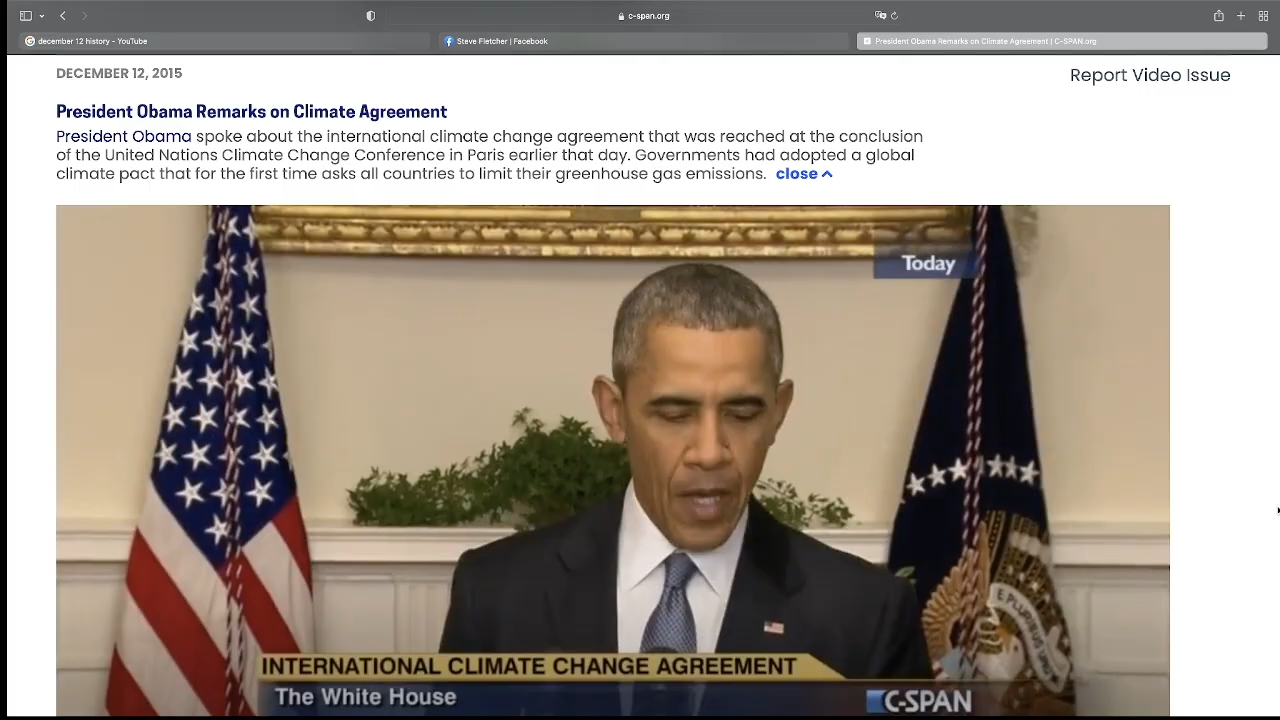 c-span.org
december 12 history - YouTube
Steve Fletcher | Facebook
President Obama Remarks on Climate Agreement | C-SPAN.org
DECEMBER 12, 2015
Report Video Issue
President Obama Remarks on Climate Agreement
President Obama spoke about the international climate change agreement that was reached at the conclusion
of the United Nations Climate Change Conference in Paris earlier that day. Governments had adopted a global
climate pact that for the first time asks all countries to limit their greenhouse gas emissions. close
Today
E PLURIBUS
INTERNATIONAL CLIMATE CHANGE AGREEMENT
The White House
C-SPAN